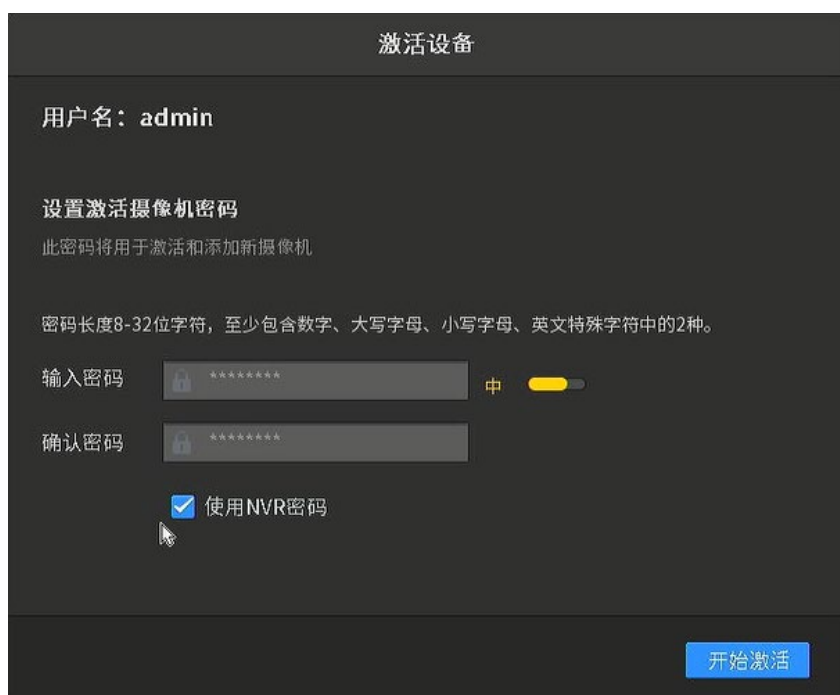 激活设备
用户名：admin
设置激活摄像机密码
此密码将用于激活和添加新摄像机
密码长度8-32位字符，至少包含数字、大写字母、小写字母、英文特殊字符中的2种。
输入密码 ******** 中
确认密码 ********
使用NVR密码
开始激活